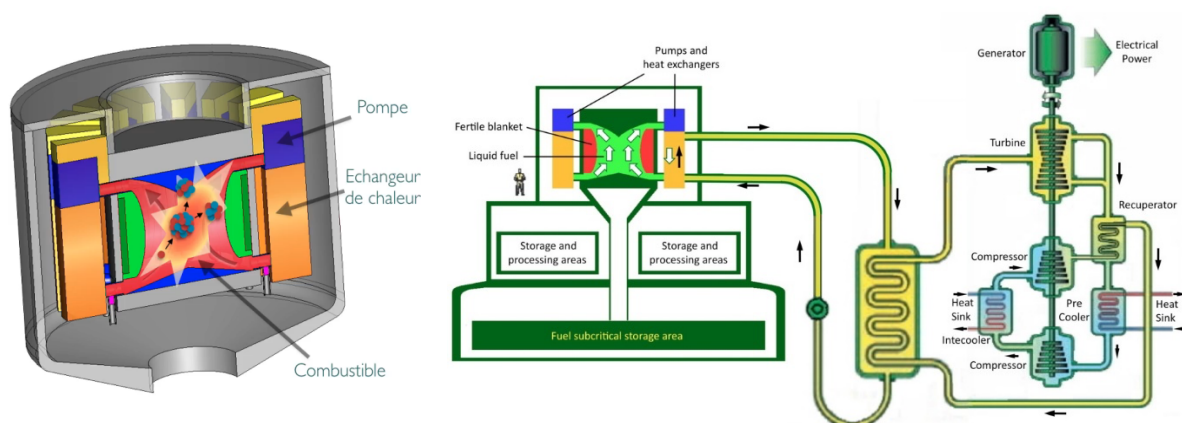 Pompe
Echangeur
de chaleur
Combustible
Pumps and
heat exchangers
Fertile blanket
Liquid fuel
Storage and
processing areas
Storage and
processing areas
Fuel subcritical storage area
Generator
Electrical
Power
Turbine
Recuperator
Compressor
Heat
Sink
Pre
Cooler
Heat
Sink
Intecooler
Compressor